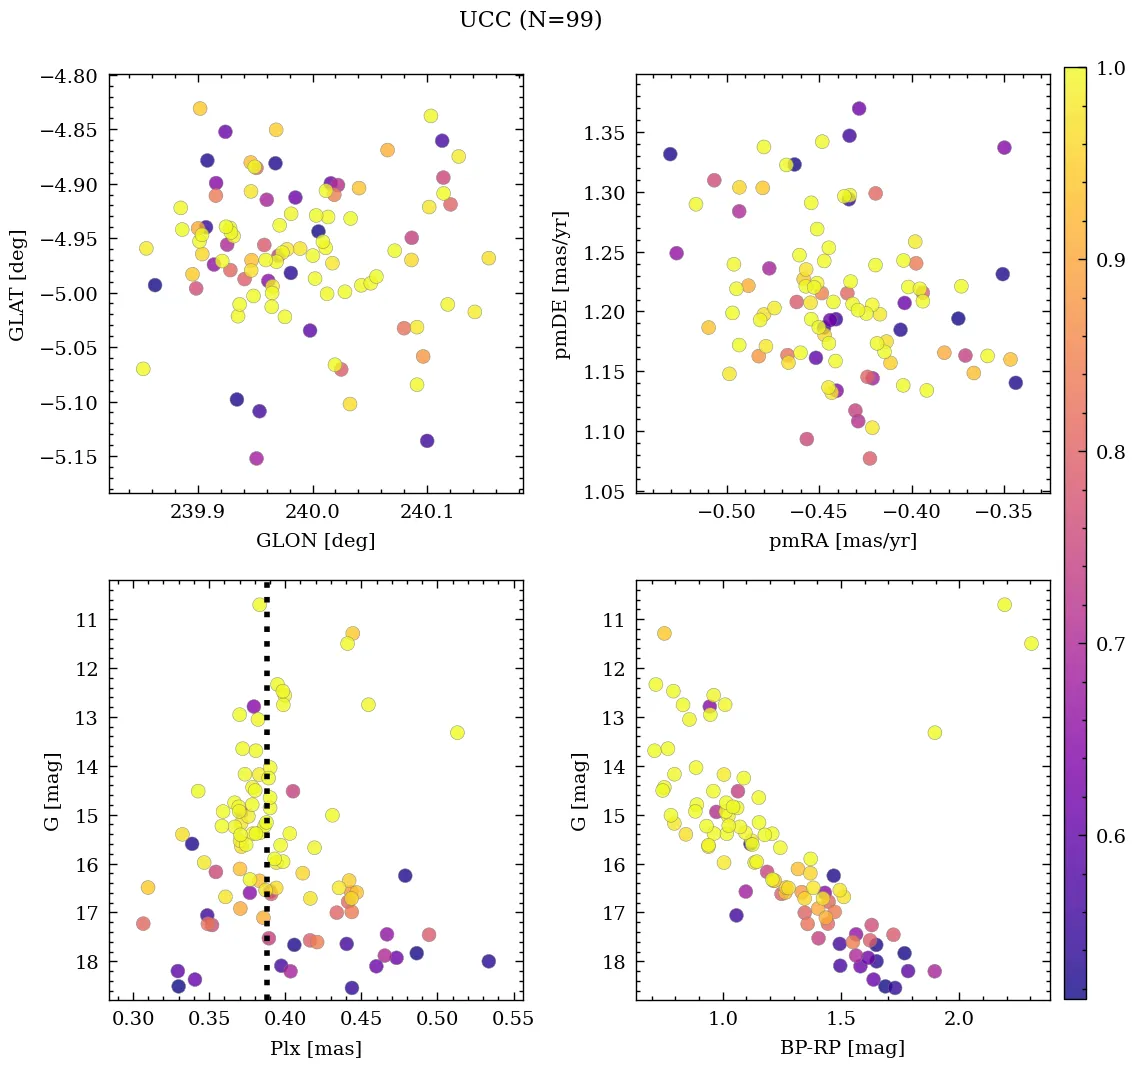 UCC (N=99)
−4.80
−4.85
−4.90
−4.95
−5.00
−5.05
−5.10
−5.15
GLAT [deg]
239.9 240.0 240.1
GLON [deg]
1.35
1.30
1.25
1.20
1.15
1.10
1.05
pmDE [mas/yr]
−0.50 −0.45 −0.40 −0.35
pmRA [mas/yr]
11
12
13
14
15
16
17
18
G [mag]
0.30 0.35 0.40 0.45 0.50 0.55
Plx [mas]
11
12
13
14
15
16
17
18
G [mag]
1.0 1.5 2.0
BP-RP [mag]
1.0
0.9
0.8
0.7
0.6